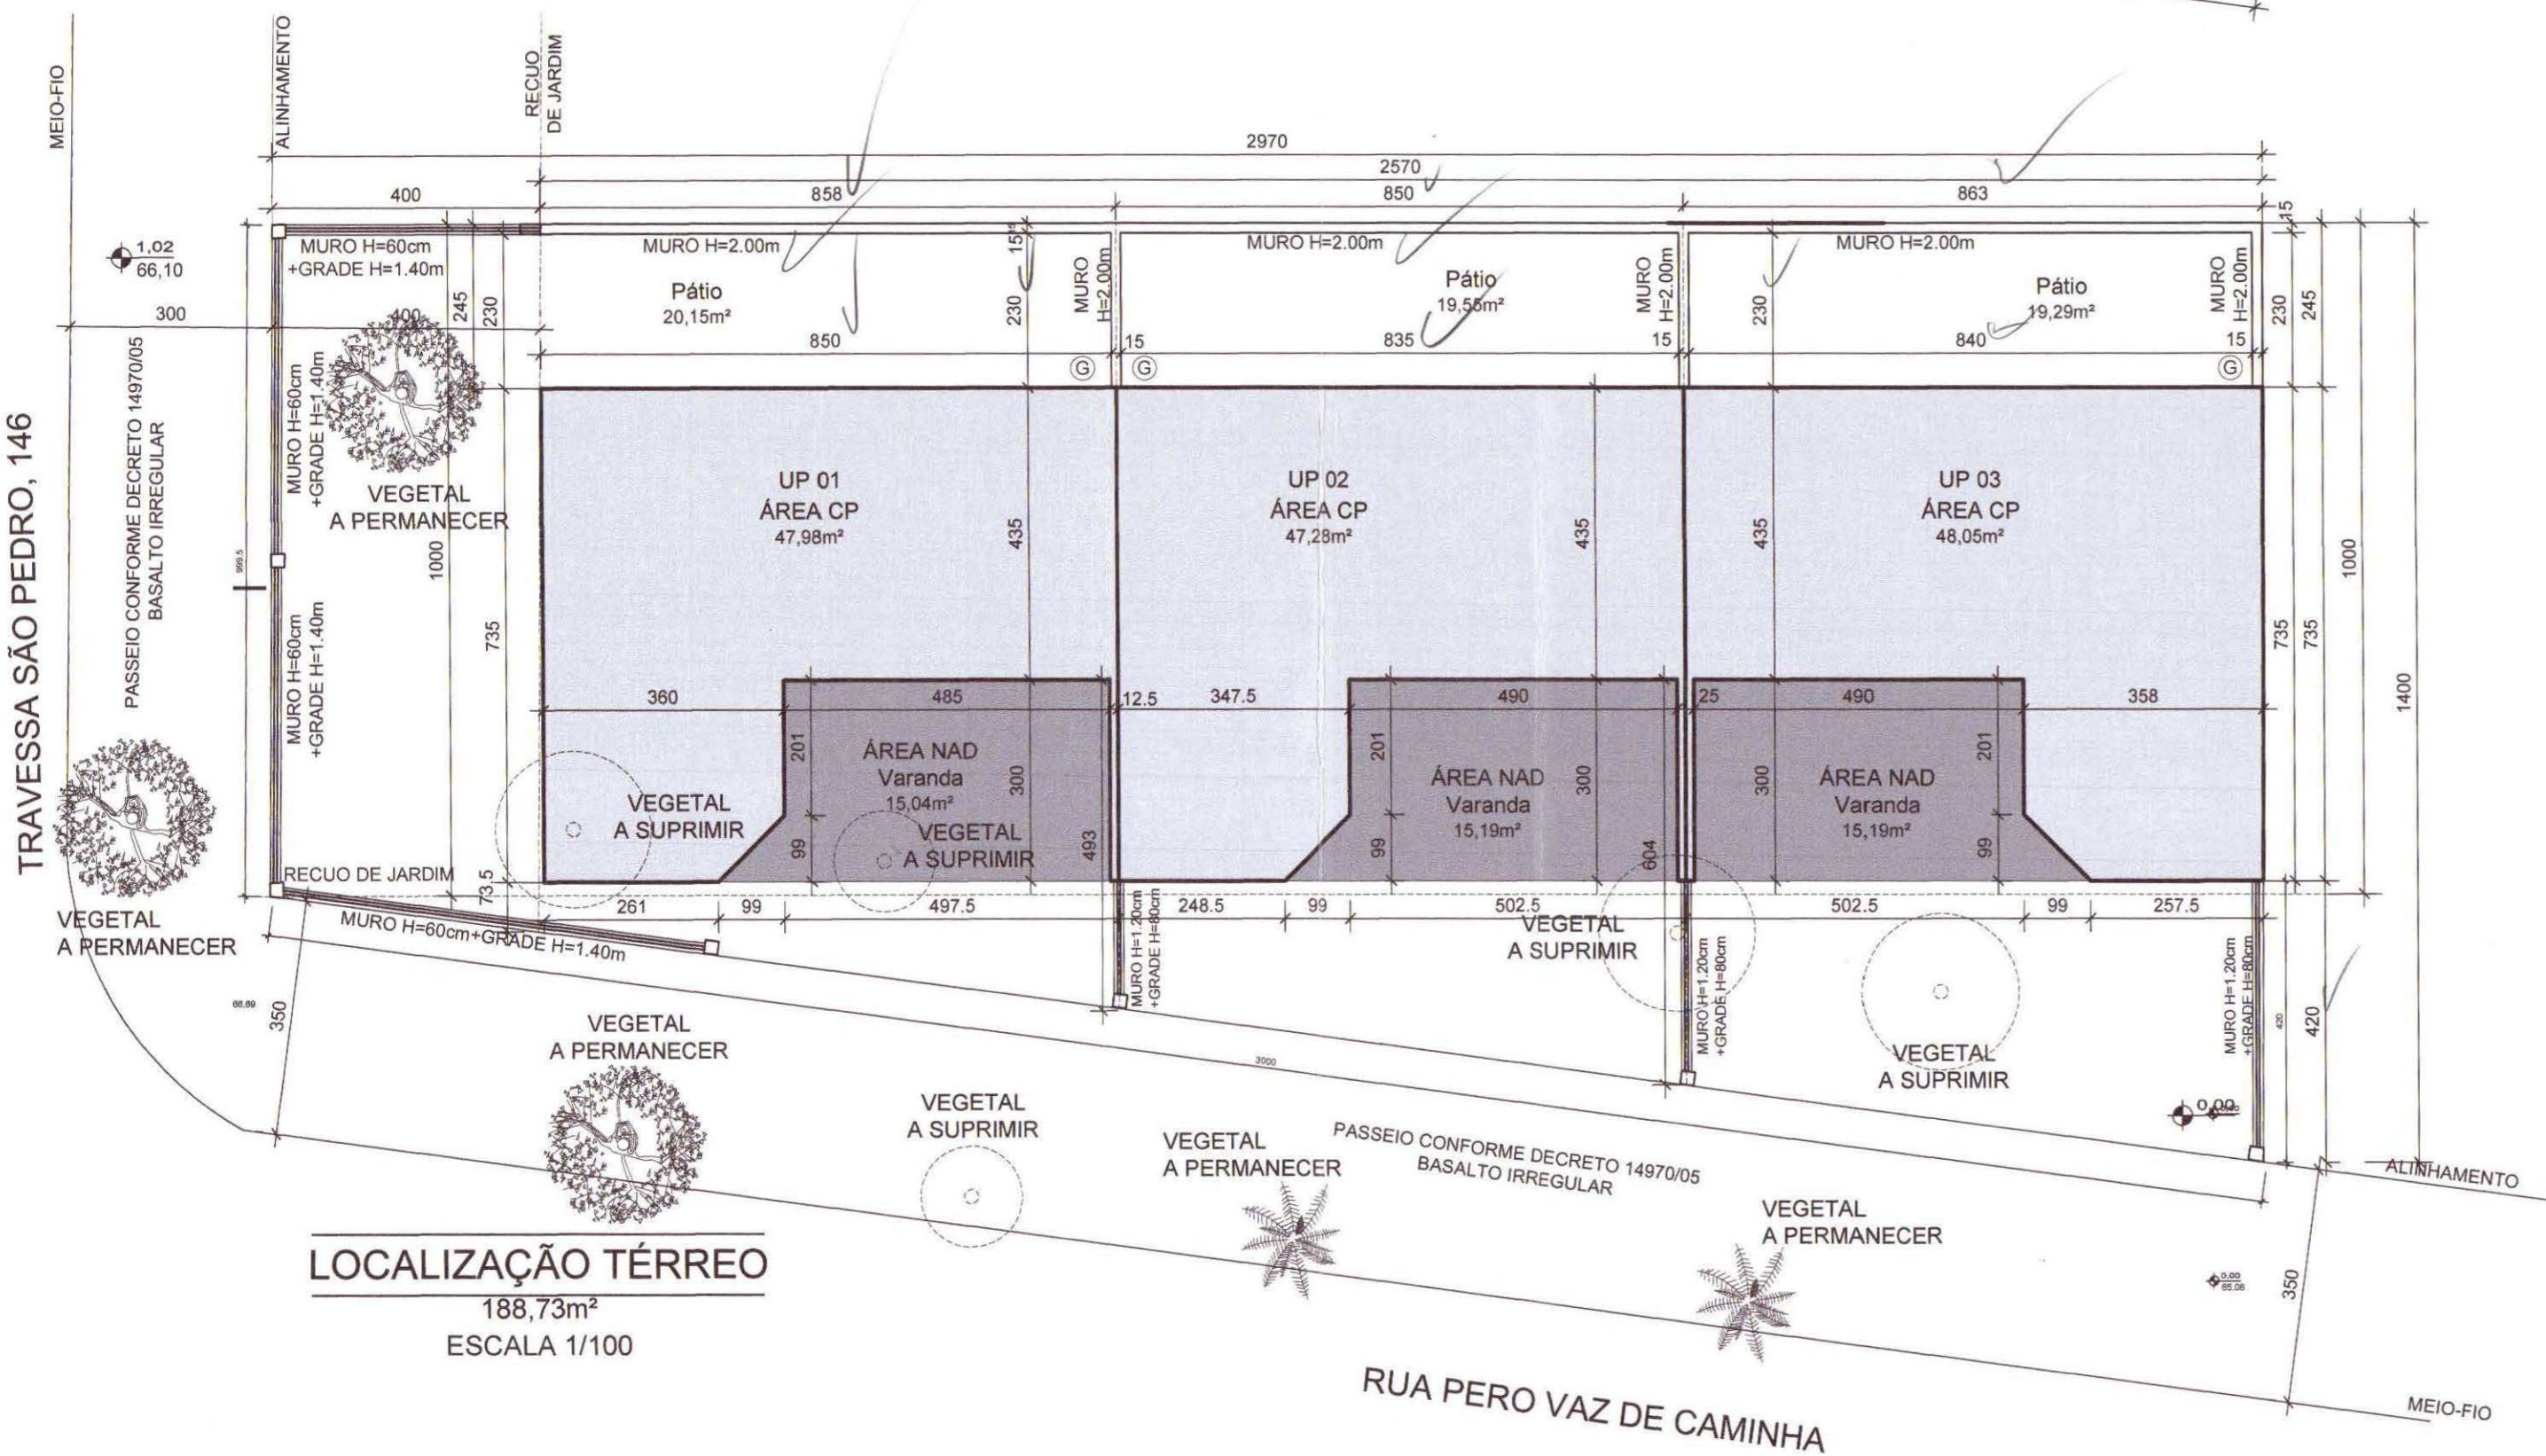 MEIO-FIO
ALINHAMENTO
RECUO
DE JARDIM
2970
2570
400
858
850
863
15
1,02
66,10
MURO H=60cm
+GRADE H=1.40m
MURO H=2.00m
15
MURO H=2.00m
MURO H=2.00m
Pátio
20,15m²
MURO
H=2.00m
Pátio
19,55m²
MURO
H=2.00m
Pátio
19,29m²
MURO
H=2.00m
300
400
245
230
230
230
230
245
850
15
835
15
840
15
G
G
G
TRAVESSA SÃO PEDRO, 146
PASSEIO CONFORME DECRETO 14970/05
BASALTO IRREGULAR
MURO H=60cm
+GRADE H=1.40m
VEGETAL
A PERMANECER
999.5
1000
735
MURO H=60cm
+GRADE H=1.40m
UP 01
ÁREA CP
47,98m²
435
UP 02
ÁREA CP
47,28m²
435
435
UP 03
ÁREA CP
48,05m²
1000
735
735
1400
360
485
12.5
347.5
490
25
490
358
201
ÁREA NAD
Varanda
15,04m²
300
201
ÁREA NAD
Varanda
15,19m²
300
300
ÁREA NAD
Varanda
15,19m²
201
VEGETAL
A SUPRIMIR
VEGETAL
A SUPRIMIR
99
493
99
604
99
RECUO DE JARDIM
73.5
261
99
497.5
248.5
99
502.5
502.5
99
257.5
VEGETAL
A PERMANECER
MURO H=60cm+GRADE H=1.40m
MURO H=1.20cm
+GRADE H=80cm
VEGETAL
A SUPRIMIR
MURO H=1.20cm
+GRADE H=80cm
MURO H=1.20cm
+GRADE H=80cm
350
VEGETAL
A PERMANECER
3000
VEGETAL
A SUPRIMIR
420
420
0,00
VEGETAL
A SUPRIMIR
VEGETAL
A PERMANECER
PASSEIO CONFORME DECRETO 14970/05
BASALTO IRREGULAR
ALINHAMENTO
VEGETAL
A PERMANECER
0,00
65,08
350
LOCALIZAÇÃO TÉRREO
188,73m²
ESCALA 1/100
RUA PERO VAZ DE CAMINHA
MEIO-FIO